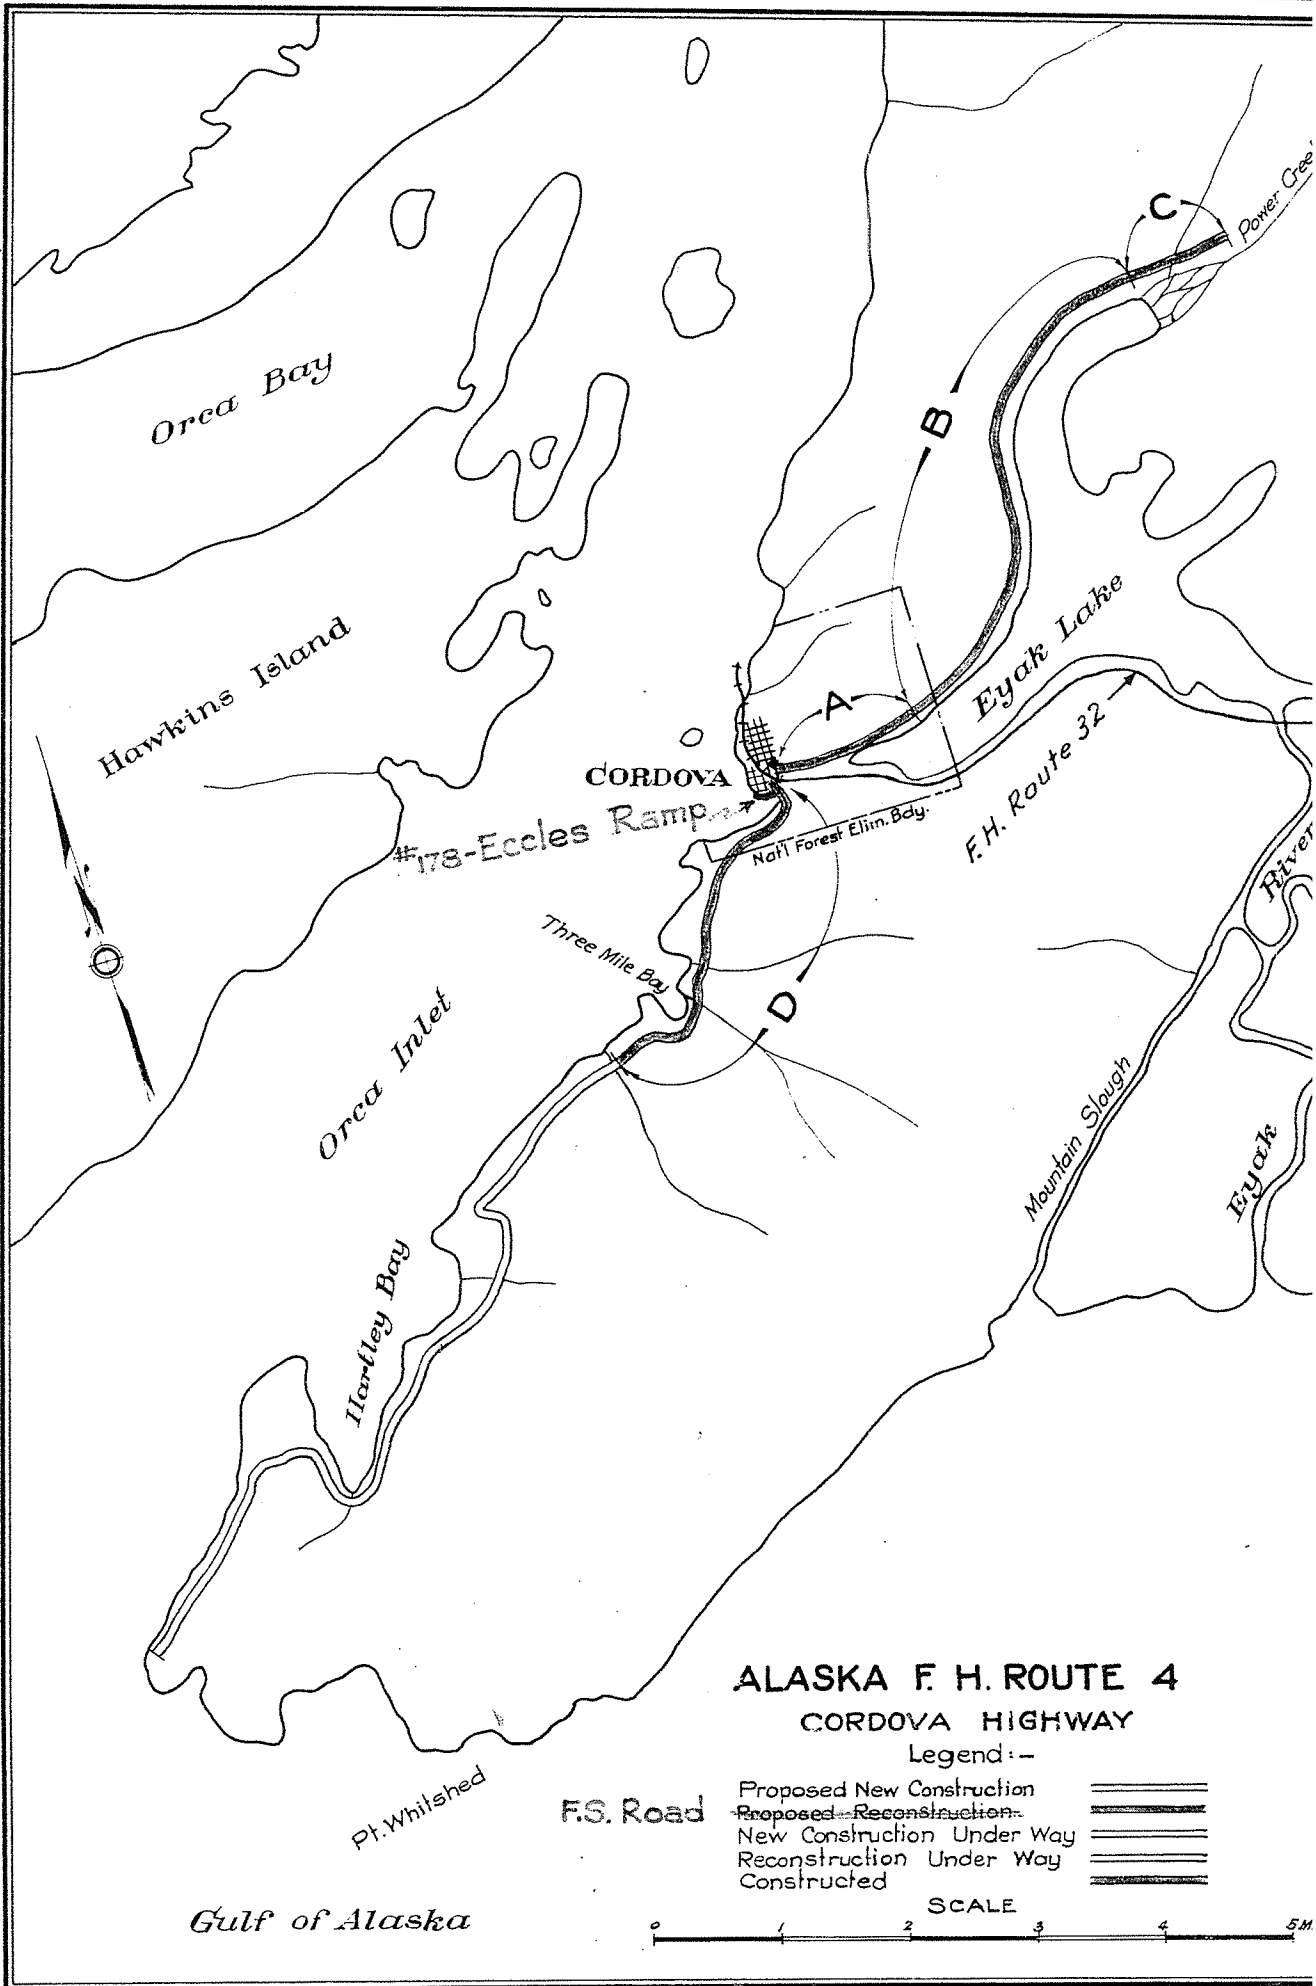 C
Power Cree
Orca Bay
B
Hawkins Island
Eyak Lake
A
F. H. Route 32
CORDOVA
#178-Eccles Ramp
Nat'l Forest Elim. Bdy.
River
Three Mile Bay
D
Orca Inlet
Mountain Slough
Eyak
Hartley Bay
ALASKA F. H. ROUTE 4
CORDOVA HIGHWAY
Legend:-
Proposed New Construction
F.S. Road Proposed Reconstruction
New Construction Under Way
Reconstruction Under Way
Constructed
Pt. Whitshed
Gulf of Alaska
SCALE
0 1 2 3 4 5 M